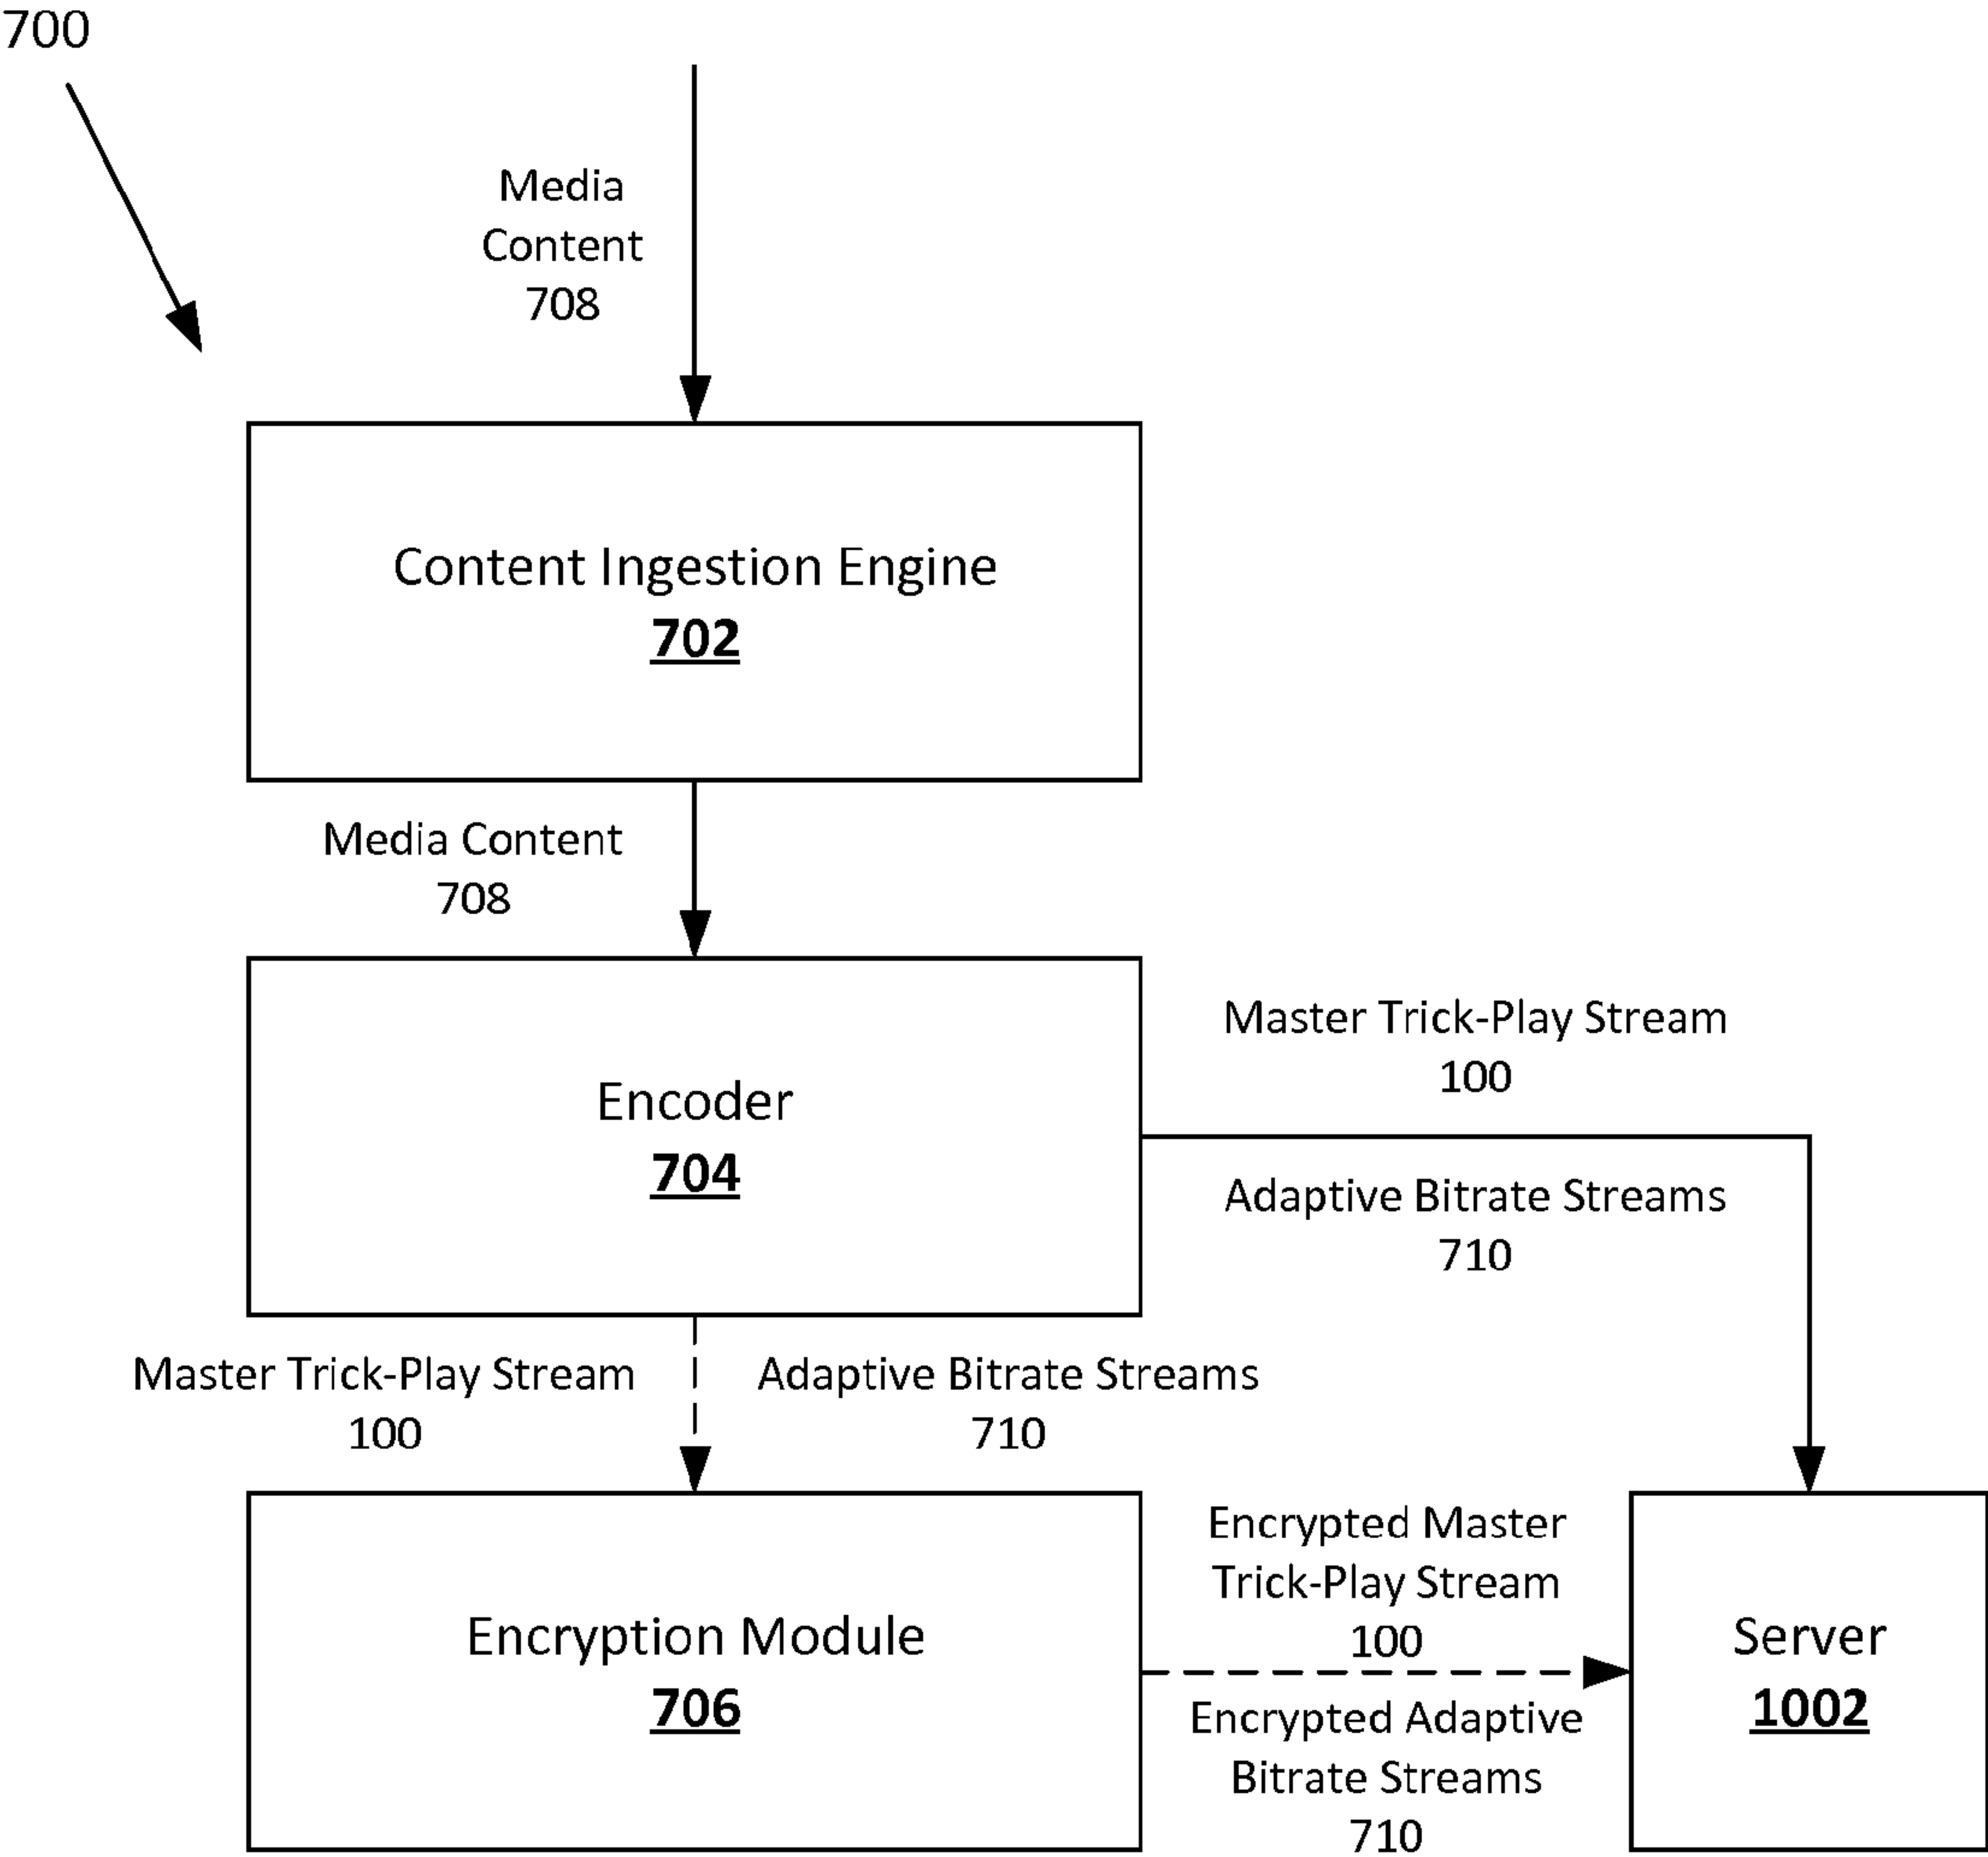 700
Media
Content
708
Content Ingestion Engine
702
Media Content
708
Encoder
704
Master Trick-Play Stream
100
Adaptive Bitrate Streams
710
Master Trick-Play Stream
100
Adaptive Bitrate Streams
710
Encryption Module
706
Encrypted Master
Trick-Play Stream
100
Encrypted Adaptive
Bitrate Streams
710
Server
1002